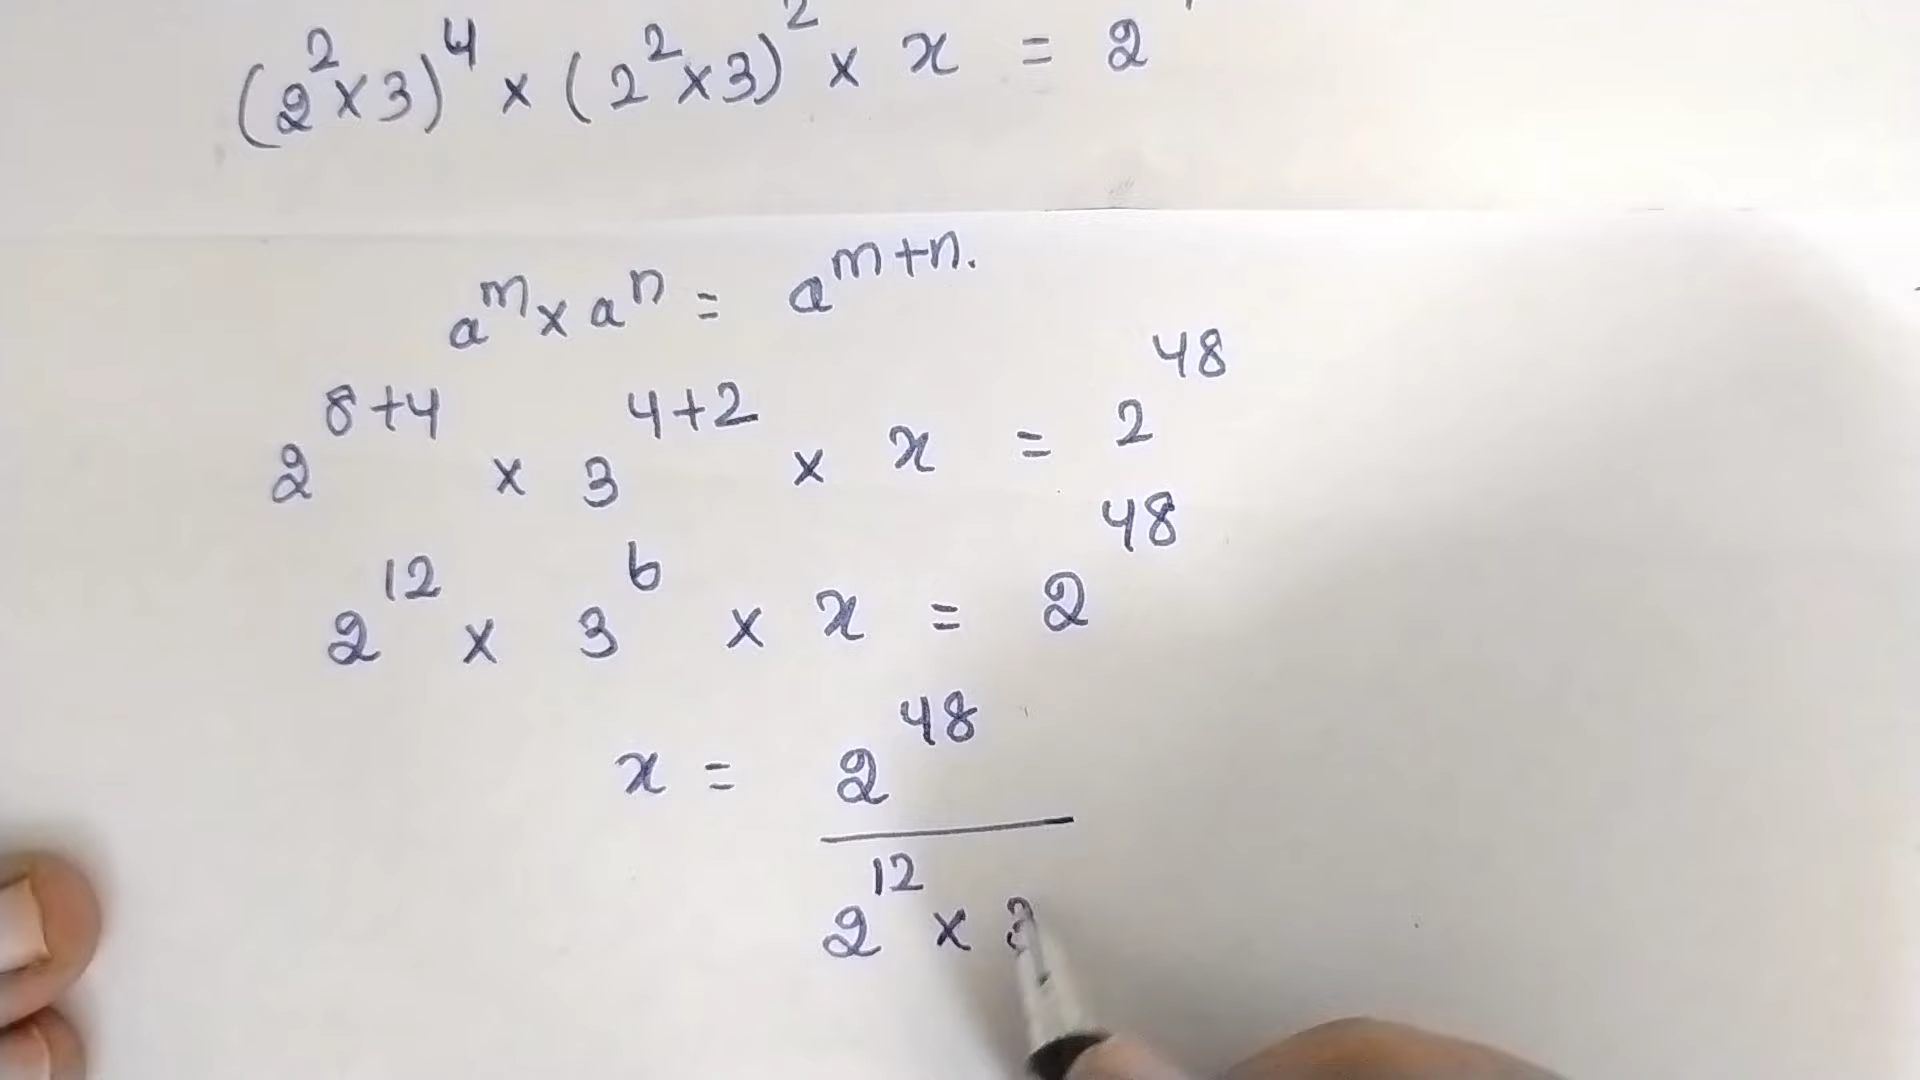 (2²×3)⁴ × (2²×3)² × x = 2
aᵐ × aⁿ = aᵐ⁺ⁿ.
2⁸⁺⁴ × 3⁴⁺² × x = 2⁴⁸
2¹² × 3⁶ × x = 2⁴⁸
x = 2⁴⁸
2¹² × 3